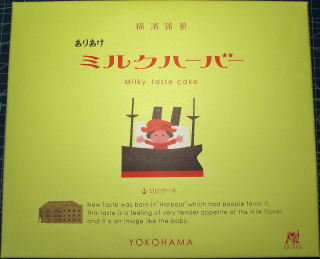 横濱銘菓
ありあけ
ミルクハーバー
Milky taste cake
ミルクケーキ
New taste was born in "Harbour" which had people favor it.
This taste is a feeling of very tender appetite of the milk flavor,
and it is an image like the baby.
YOKOHAMA